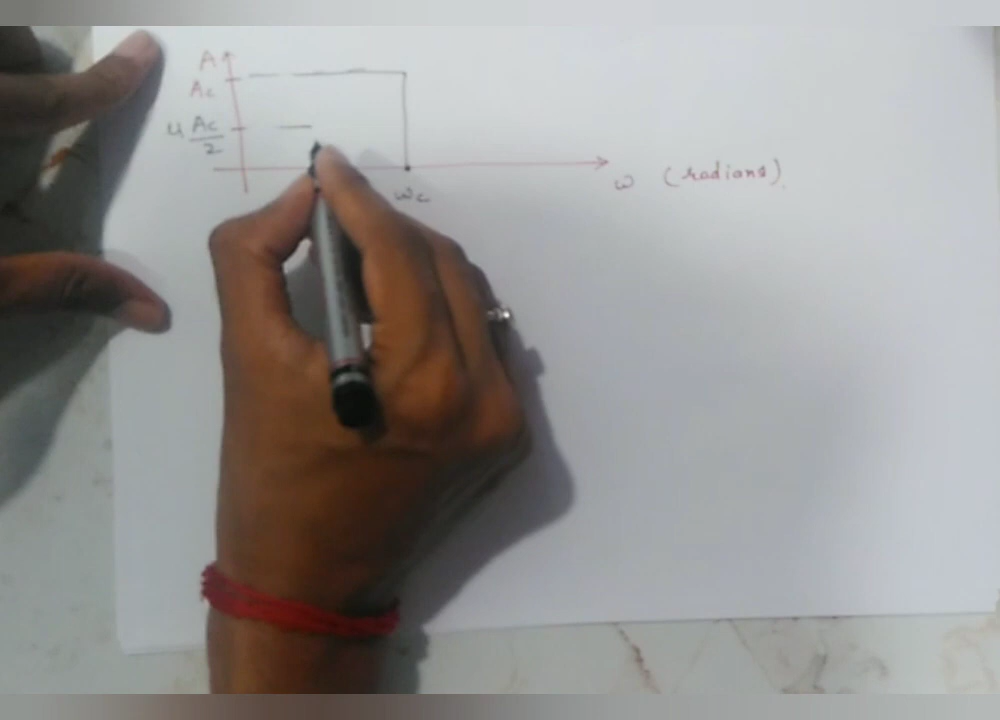 A
Ac
μ Ac/2
ωc
ω (radians)